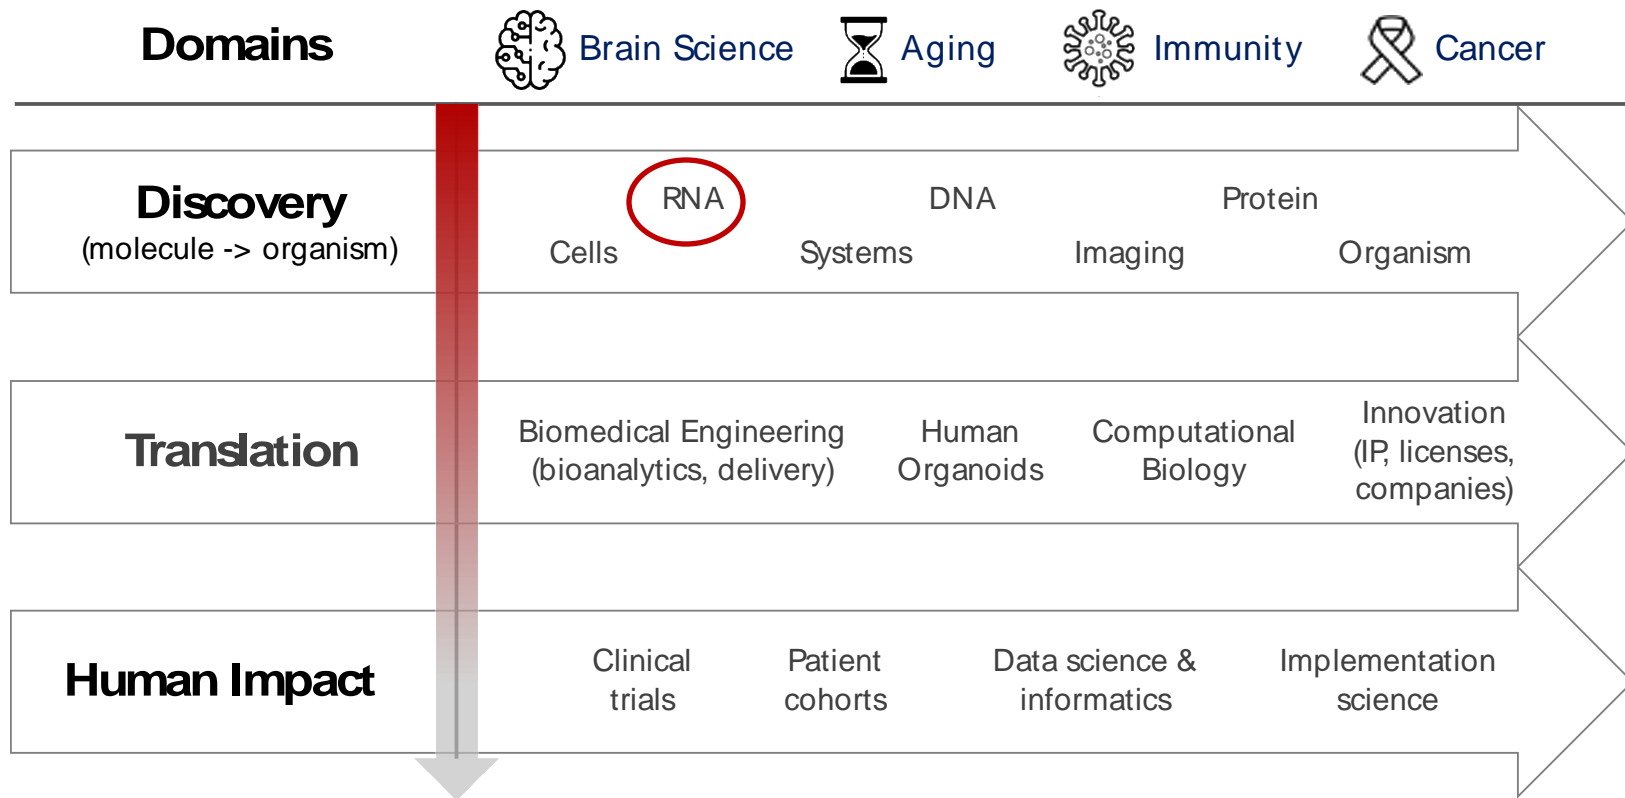 Domains
Brain Science
Aging
Immunity
Cancer
Discovery
(molecule -> organism)
RNA
DNA
Protein
Cells
Systems
Imaging
Organism
Translation
Biomedical Engineering
(bioanalytics, delivery)
Human
Organoids
Computational
Biology
Innovation
(IP, licenses,
companies)
Human Impact
Clinical
trials
Patient
cohorts
Data science &
informatics
Implementation
science